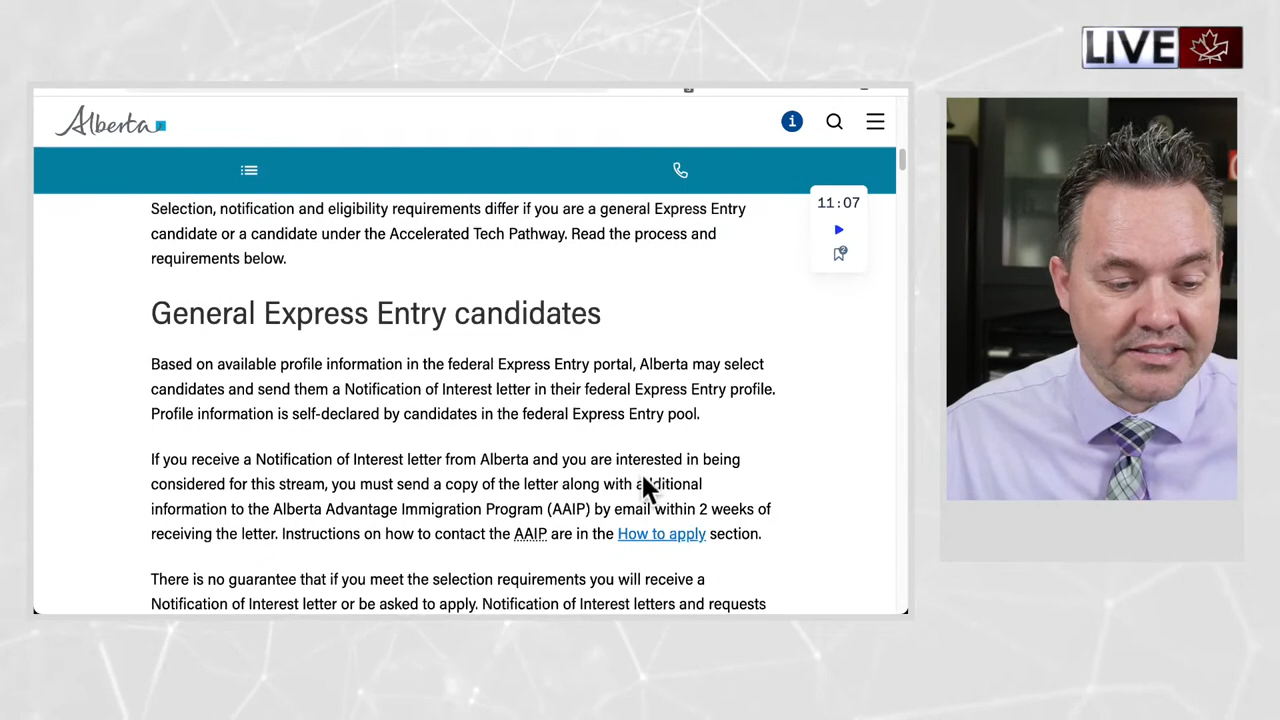 LIVE
Alberta
i
11:07
2
Selection, notification and eligibility requirements differ if you are a general Express Entry
candidate or a candidate under the Accelerated Tech Pathway. Read the process and
requirements below.
General Express Entry candidates
Based on available profile information in the federal Express Entry portal, Alberta may select
candidates and send them a Notification of Interest letter in their federal Express Entry profile.
Profile information is self-declared by candidates in the federal Express Entry pool.
If you receive a Notification of Interest letter from Alberta and you are interested in being
considered for this stream, you must send a copy of the letter along with additional
information to the Alberta Advantage Immigration Program (AAIP) by email within 2 weeks of
receiving the letter. Instructions on how to contact the AAIP are in the How to apply section.
There is no guarantee that if you meet the selection requirements you will receive a
Notification of Interest letter or be asked to apply. Notification of Interest letters and requests